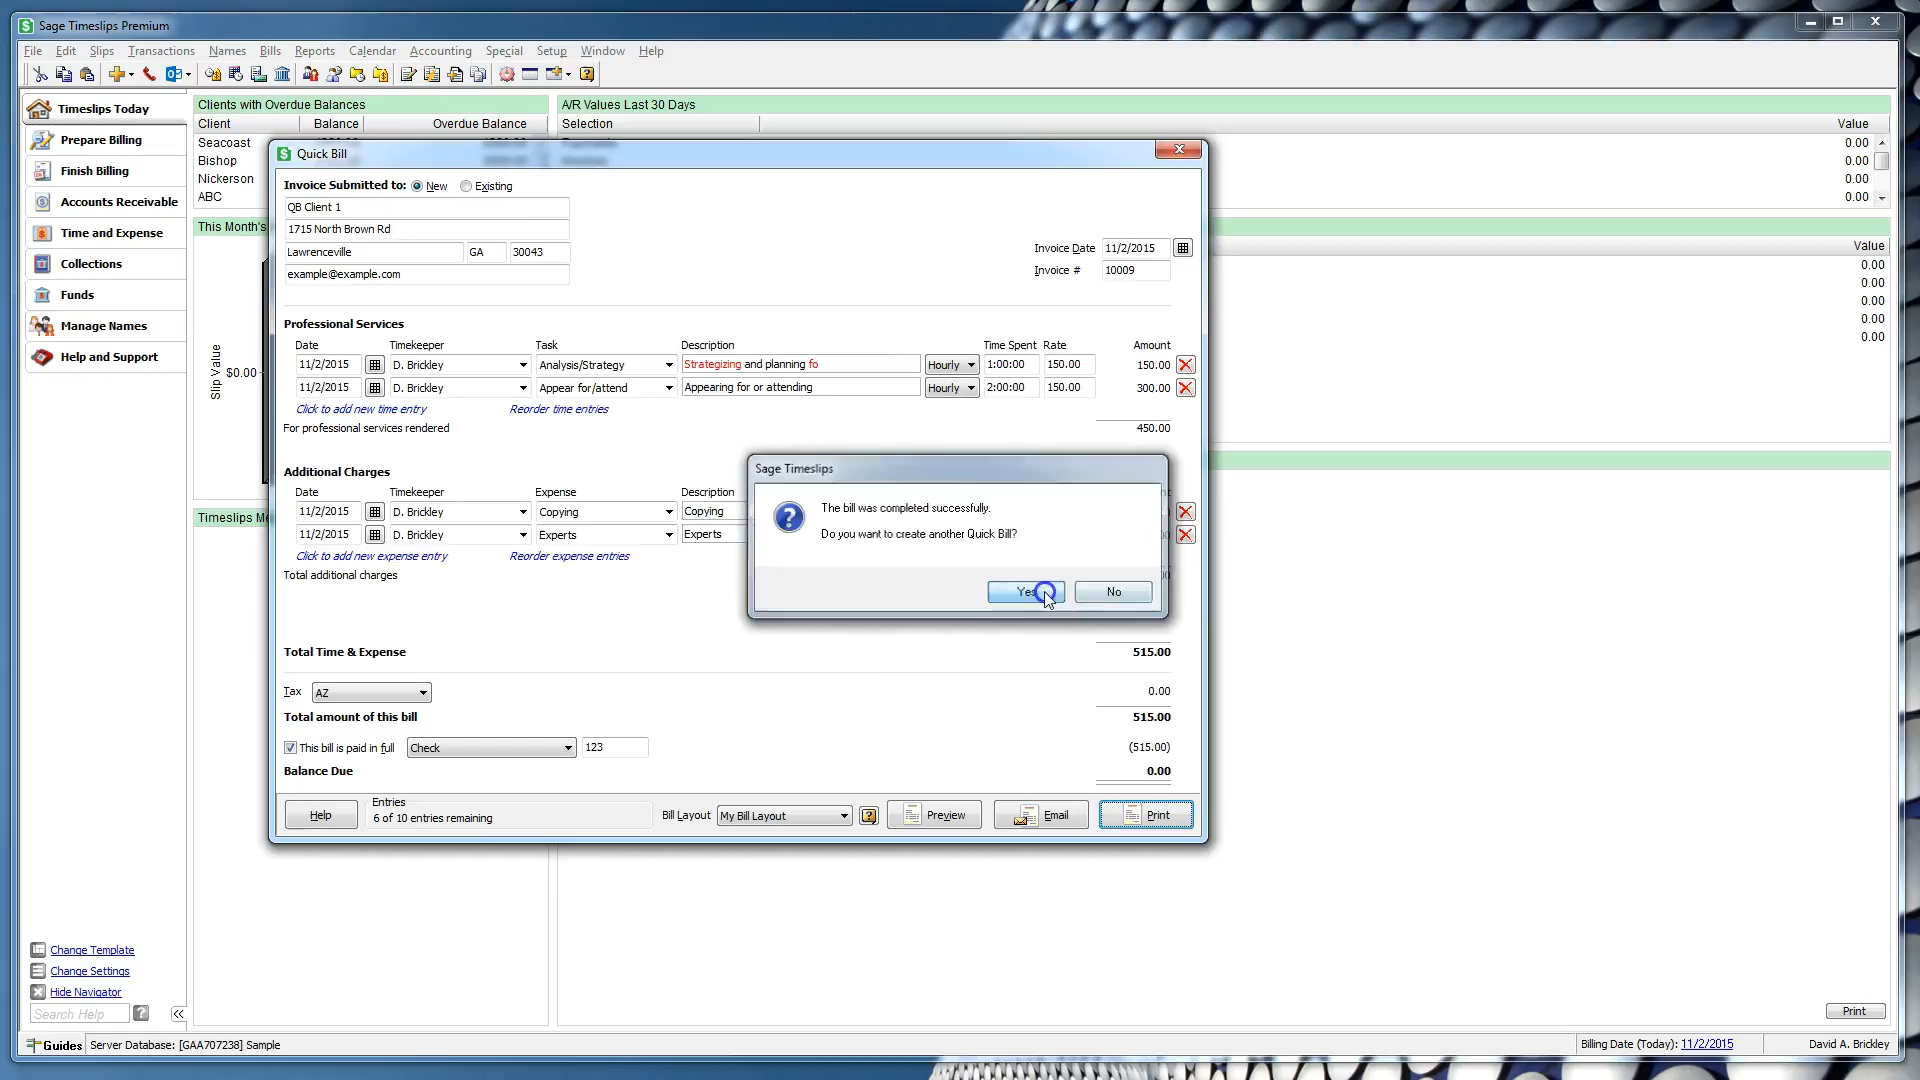 Sage Timeslips Premium
File Edit Slips Transactions Names Bills Reports Calendar Accounting Special Setup Window Help
Timeslips Today
Prepare Billing
Finish Billing
Accounts Receivable
Time and Expense
Collections
Funds
Manage Names
Help and Support
Clients with Overdue Balances
Client Balance Overdue Balance
Seacoast
Bishop
Nickerson
ABC
A/R Values Last 30 Days
Selection Value
0.00
0.00
0.00
0.00
This Month's
Value
0.00
0.00
0.00
0.00
0.00
Slip Value
$0.00
Quick Bill
Invoice Submitted to: New Existing
QB Client 1
1715 North Brown Rd
Lawrenceville GA 30043
example@example.com
Invoice Date 11/2/2015
Invoice # 10009
Professional Services
Date Timekeeper Task Description Time Spent Rate Amount
11/2/2015 D. Brickley Analysis/Strategy Strategizing and planning fo Hourly 1:00:00 150.00 150.00
11/2/2015 D. Brickley Appear for/attend Appearing for or attending Hourly 2:00:00 150.00 300.00
Click to add new time entry Reorder time entries
For professional services rendered 450.00
Additional Charges
Date Timekeeper Expense Description
11/2/2015 D. Brickley Copying Copying
11/2/2015 D. Brickley Experts Experts
Click to add new expense entry Reorder expense entries
Total additional charges
Sage Timeslips
The bill was completed successfully.
Do you want to create another Quick Bill?
Yes No
Total Time & Expense 515.00
Tax AZ 0.00
Total amount of this bill 515.00
This bill is paid in full Check 123 (515.00)
Balance Due 0.00
Help
Entries
6 of 10 entries remaining
Bill Layout My Bill Layout Preview Email Print
Change Template
Change Settings
Hide Navigator
Search Help
Print
Guides Server Database: [GAA707238] Sample Billing Date (Today): 11/2/2015 David A. Brickley